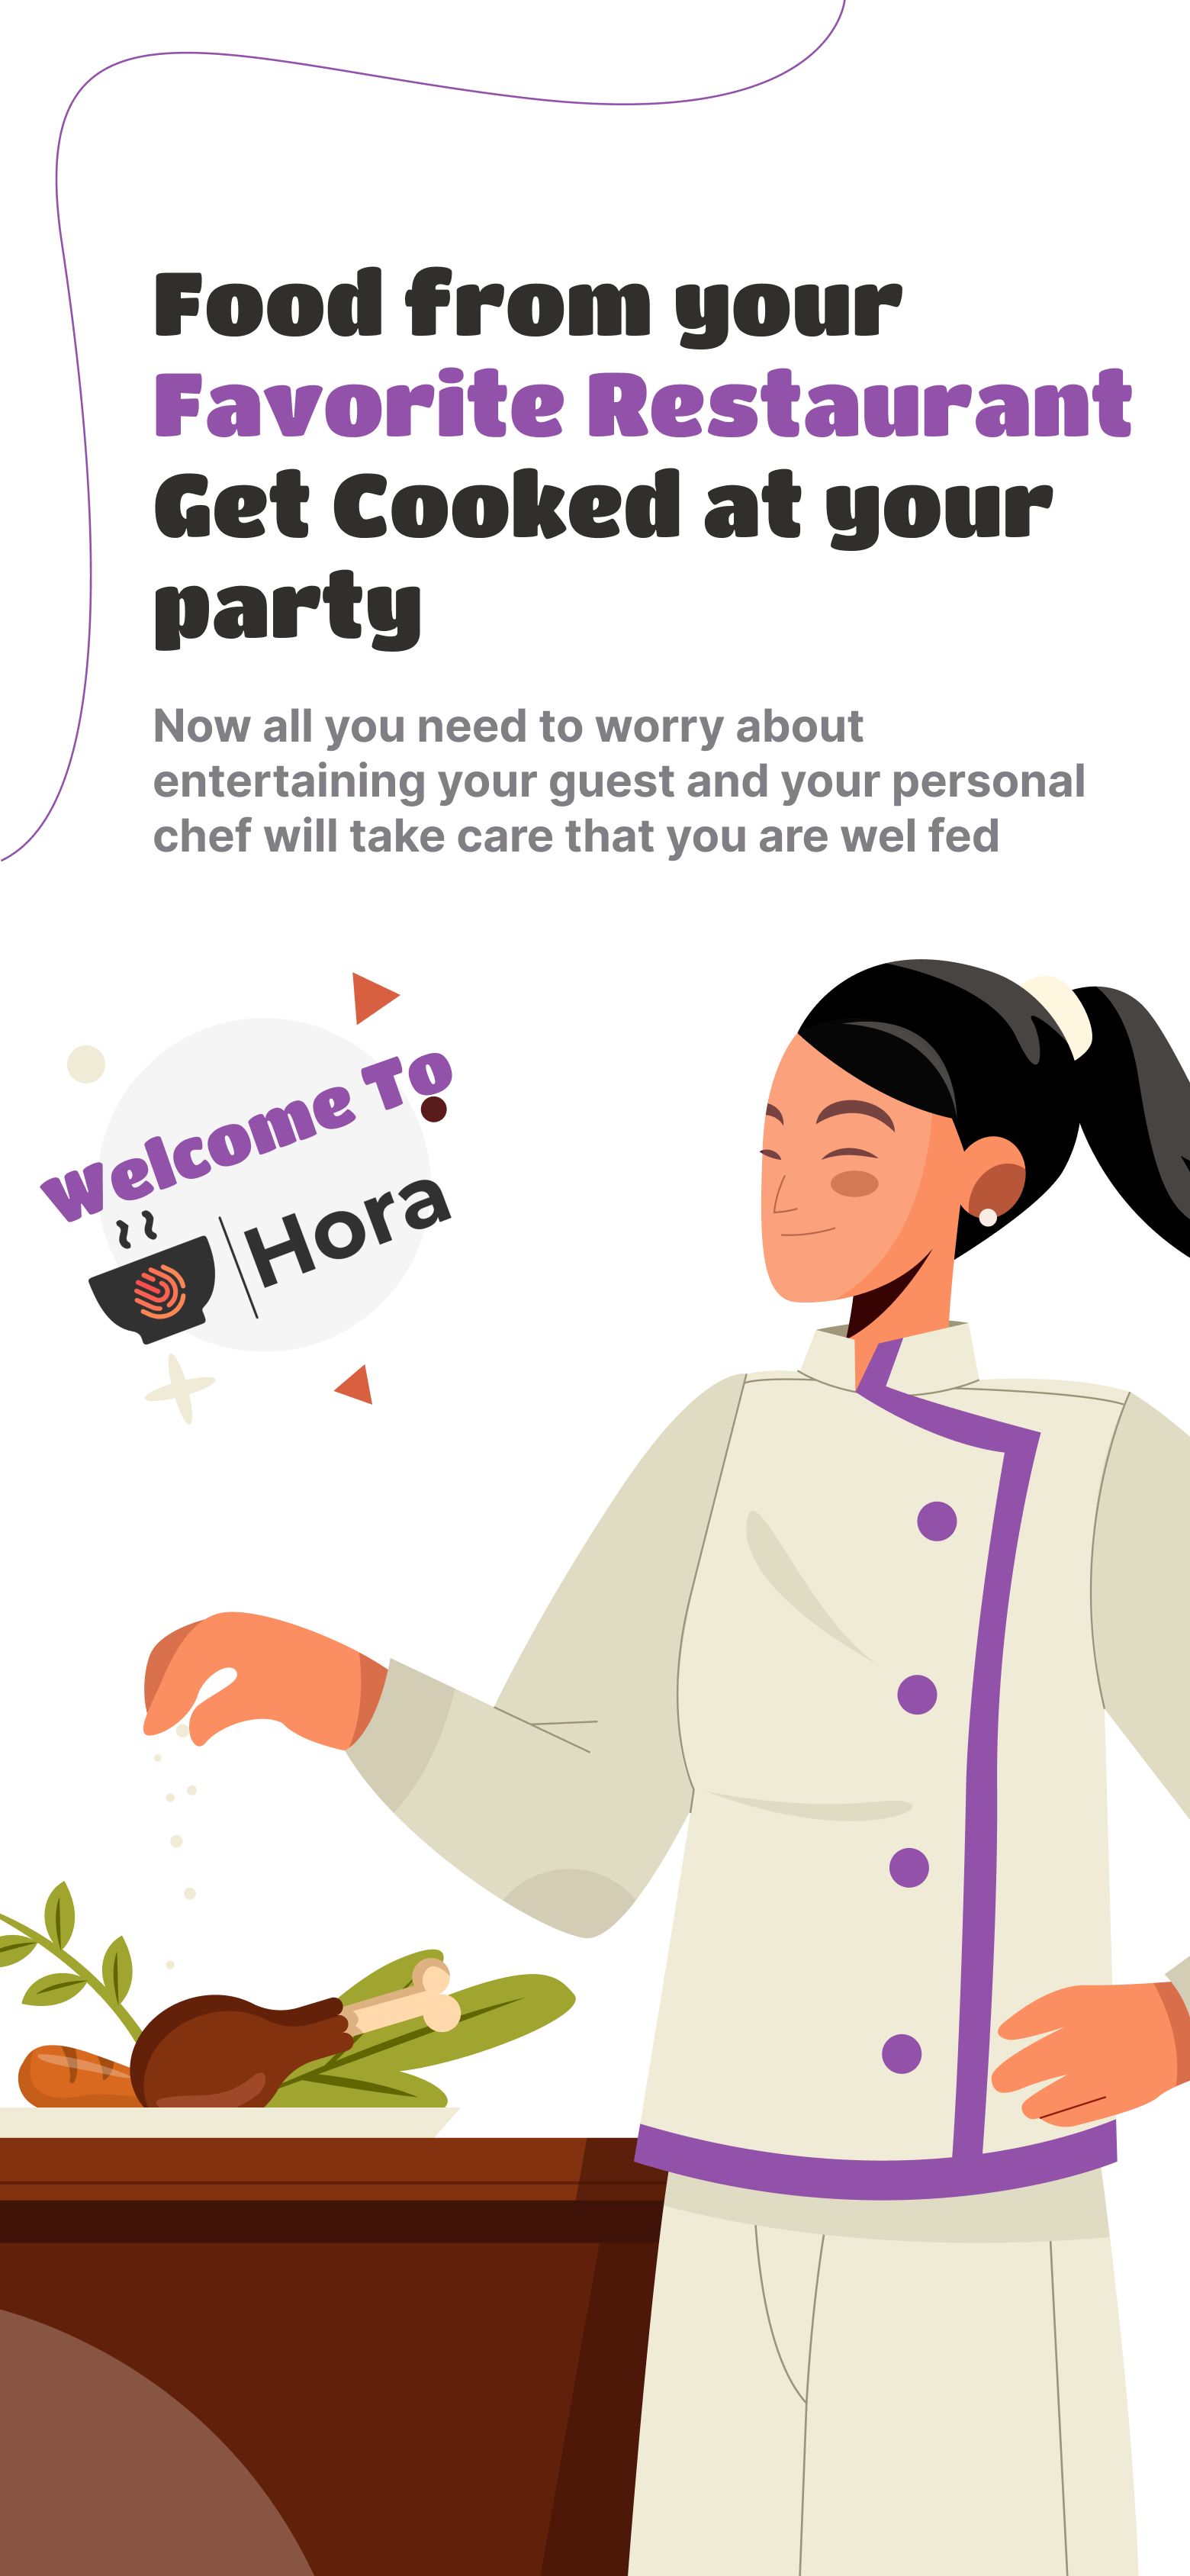 Food from your
Favorite Restaurant
Get Cooked at your
party
Now all you need to worry about
entertaining your guest and your personal
chef will take care that you are wel fed
Welcome To
Hora